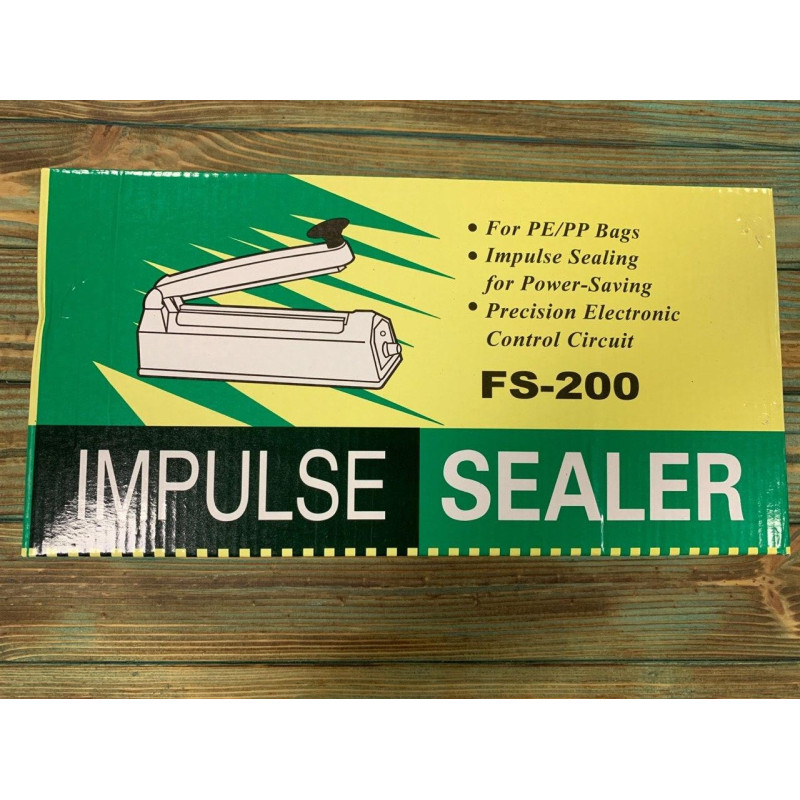 • For PE/PP Bags
• Impulse Sealing
for Power-Saving
• Precision Electronic
Control Circuit
FS-200
IMPULSE SEALER